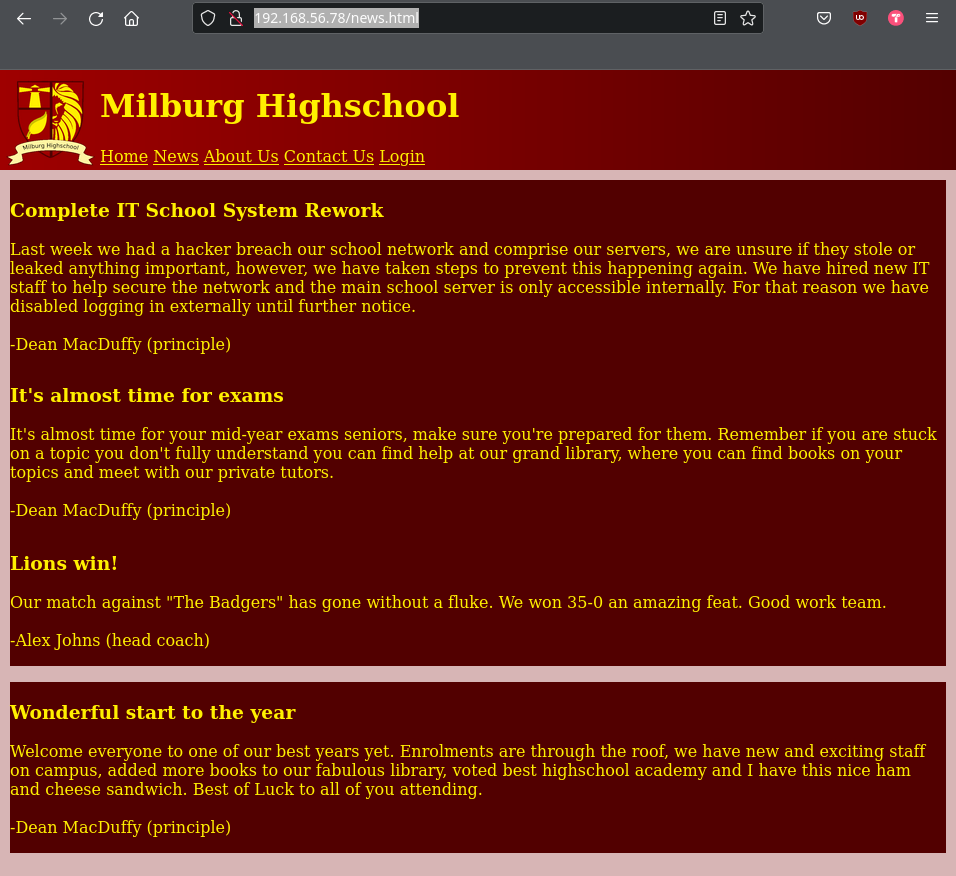 192.168.56.78/news.html
Milburg Highschool
Milburg Highschool
Home News About Us Contact Us Login
Complete IT School System Rework
Last week we had a hacker breach our school network and comprise our servers, we are unsure if they stole or
leaked anything important, however, we have taken steps to prevent this happening again. We have hired new IT
staff to help secure the network and the main school server is only accessible internally. For that reason we have
disabled logging in externally until further notice.
-Dean MacDuffy (principle)
It's almost time for exams
It's almost time for your mid-year exams seniors, make sure you're prepared for them. Remember if you are stuck
on a topic you don't fully understand you can find help at our grand library, where you can find books on your
topics and meet with our private tutors.
-Dean MacDuffy (principle)
Lions win!
Our match against "The Badgers" has gone without a fluke. We won 35-0 an amazing feat. Good work team.
-Alex Johns (head coach)
Wonderful start to the year
Welcome everyone to one of our best years yet. Enrolments are through the roof, we have new and exciting staff
on campus, added more books to our fabulous library, voted best highschool academy and I have this nice ham
and cheese sandwich. Best of Luck to all of you attending.
-Dean MacDuffy (principle)